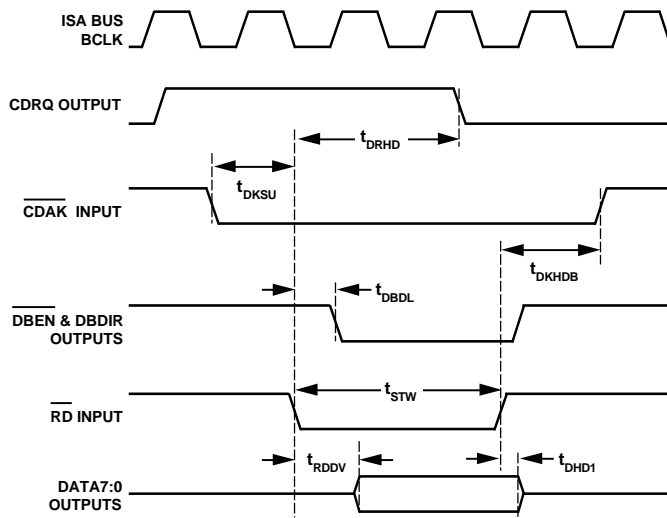 ISA BUS
BCLK
CDRQ OUTPUT
tDRHD
tDKSU
CDAK INPUT
tDKHDB
tDBDL
DBEN & DBDIR
OUTPUTS
tSTW
RD INPUT
tRDDV
tDHD1
DATA7:0
OUTPUTS